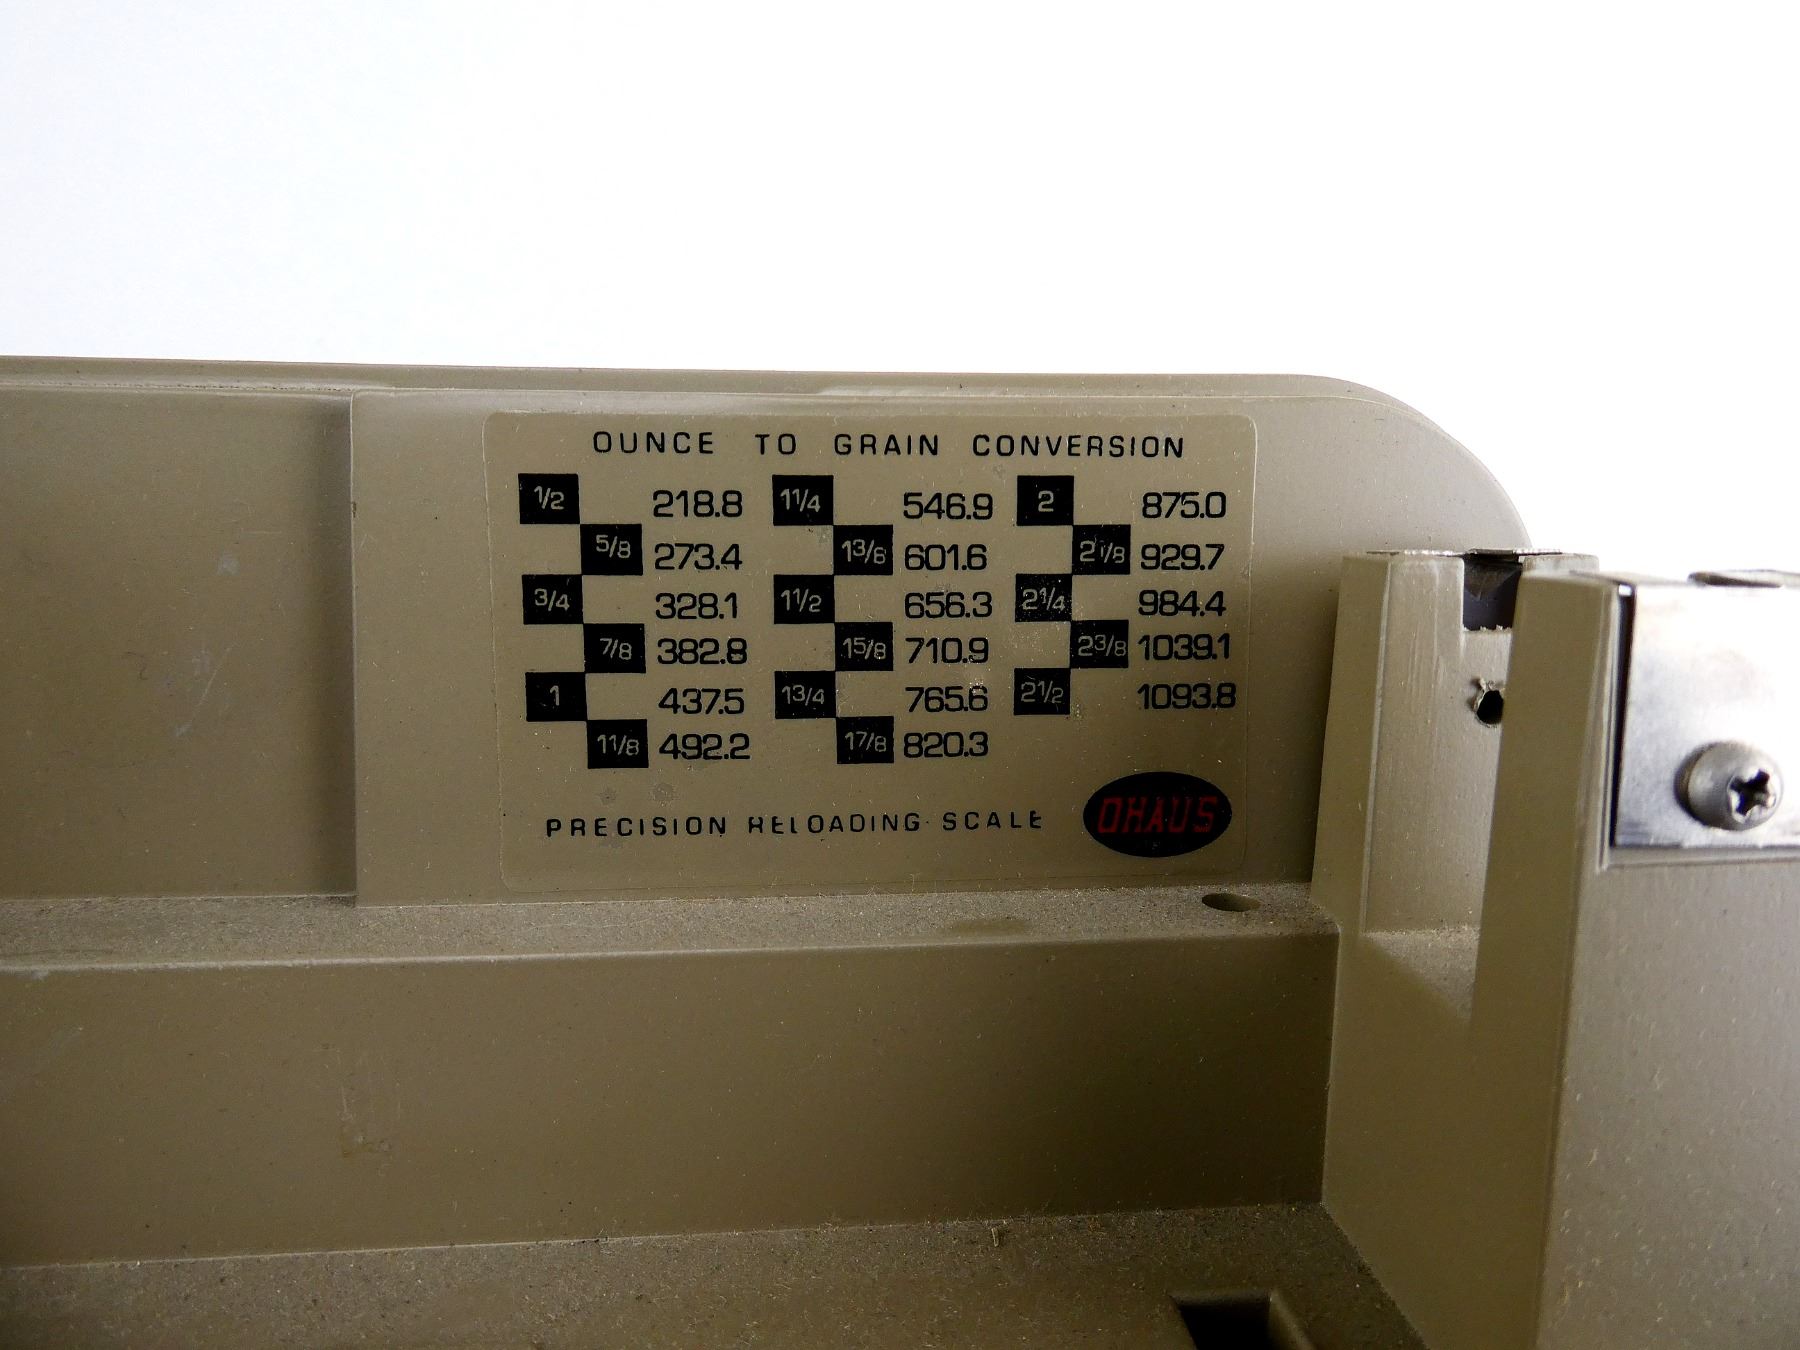 OUNCE TO GRAIN CONVERSION
1/2 218.8 1 1/4 546.9 2 875.0
5/8 273.4 1 3/8 601.6 2 1/8 929.7
3/4 328.1 1 1/2 656.3 2 1/4 984.4
7/8 382.8 1 5/8 710.9 2 3/8 1039.1
1 437.5 1 3/4 765.6 2 1/2 1093.8
1 1/8 492.2 1 7/8 820.3
PRECISION RELOADING SCALE OHAUS